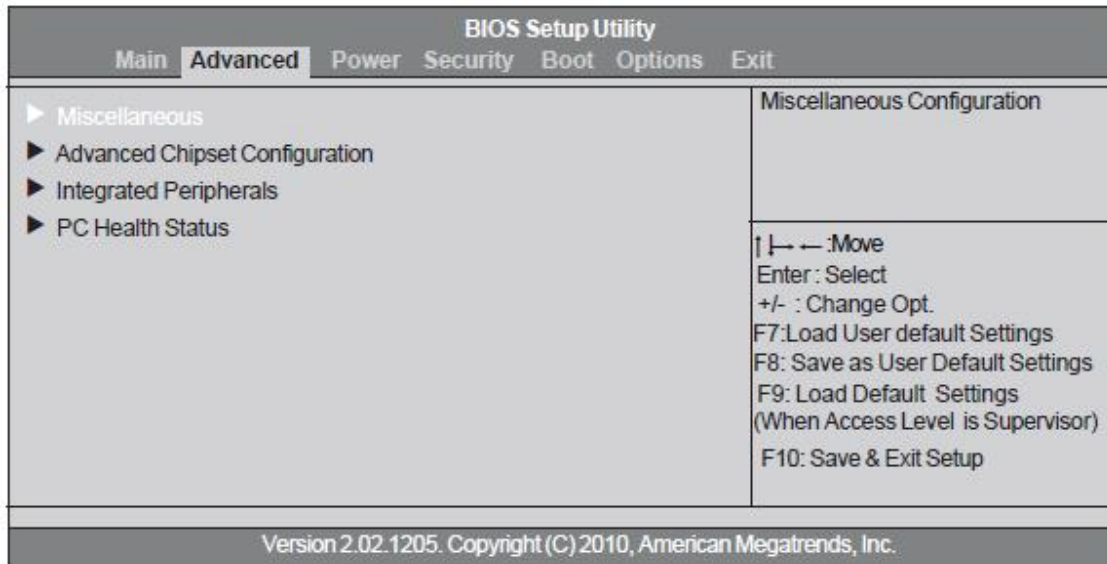 BIOS Setup Utility
Main Advanced Power Security Boot Options Exit
▶ Miscellaneous
▶ Advanced Chipset Configuration
▶ Integrated Peripherals
▶ PC Health Status
Miscellaneous Configuration
↑|→← :Move
Enter : Select
+/- : Change Opt.
F7:Load User default Settings
F8: Save as User Default Settings
F9: Load Default Settings
(When Access Level is Supervisor)
F10: Save & Exit Setup
Version 2.02.1205. Copyright (C) 2010, American Megatrends, Inc.